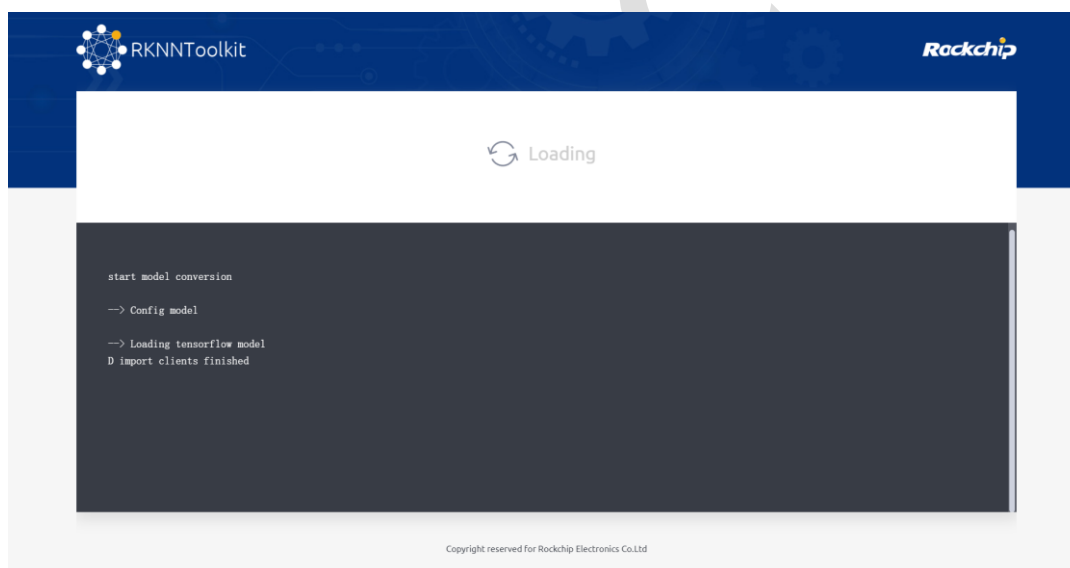 RKNNToolkit
Rockchip
Loading
start model conversion
--> Config model
--> Loading tensorflow model
D import clients finished
Copyright reserved for Rockchip Electronics Co.Ltd